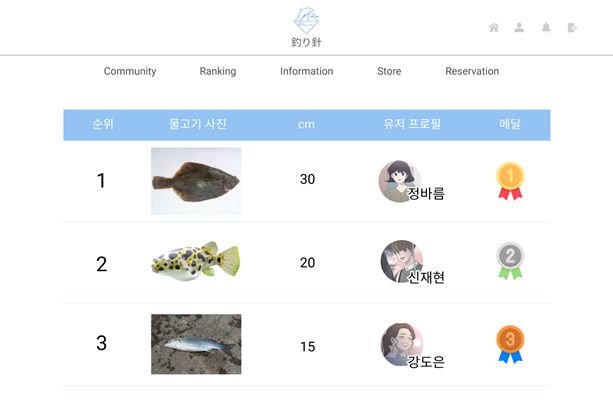 釣り針
Community Ranking Information Store Reservation
순위 물고기 사진 cm 유저 프로필 메달
1 30 정바름 1
2 20 신재현 2
3 15 강도은 3